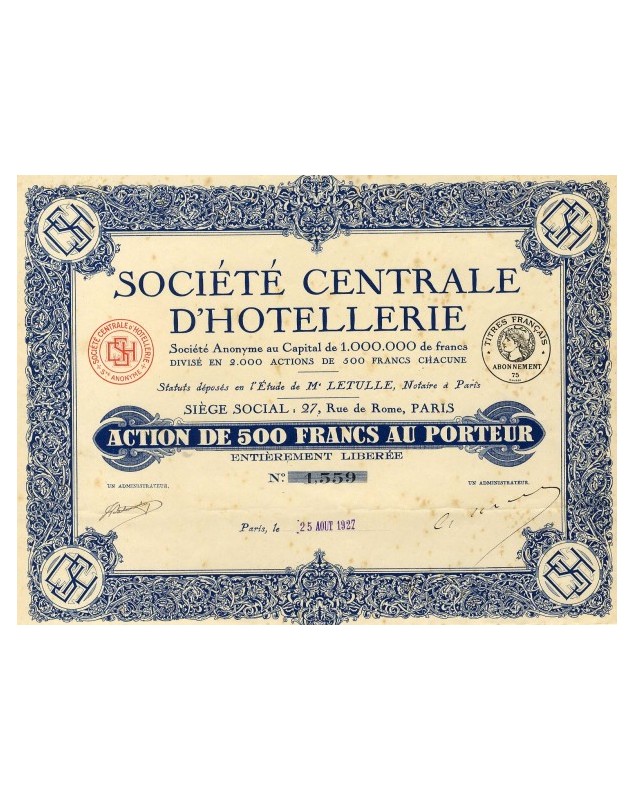 SOCIÉTÉ CENTRALE
D'HOTELLERIE
Société Anonyme au Capital de 1.000.000 de francs
DIVISÉ EN 2.000 ACTIONS DE 500 FRANCS CHACUNE
SOCIÉTÉ CENTRALE D'HOTELLERIE
Sté ANONYME
TITRES FRANÇAIS
ABONNEMENT
75
Statuts déposés en l'Étude de Me LETULLE, Notaire à Paris
SIÈGE SOCIAL : 27, Rue de Rome, PARIS
ACTION DE 500 FRANCS AU PORTEUR
ENTIÈREMENT LIBERÉE
No 1,559
UN ADMINISTRATEUR.
UN ADMINISTRATEUR.
Paris, le 25 AOUT 1927